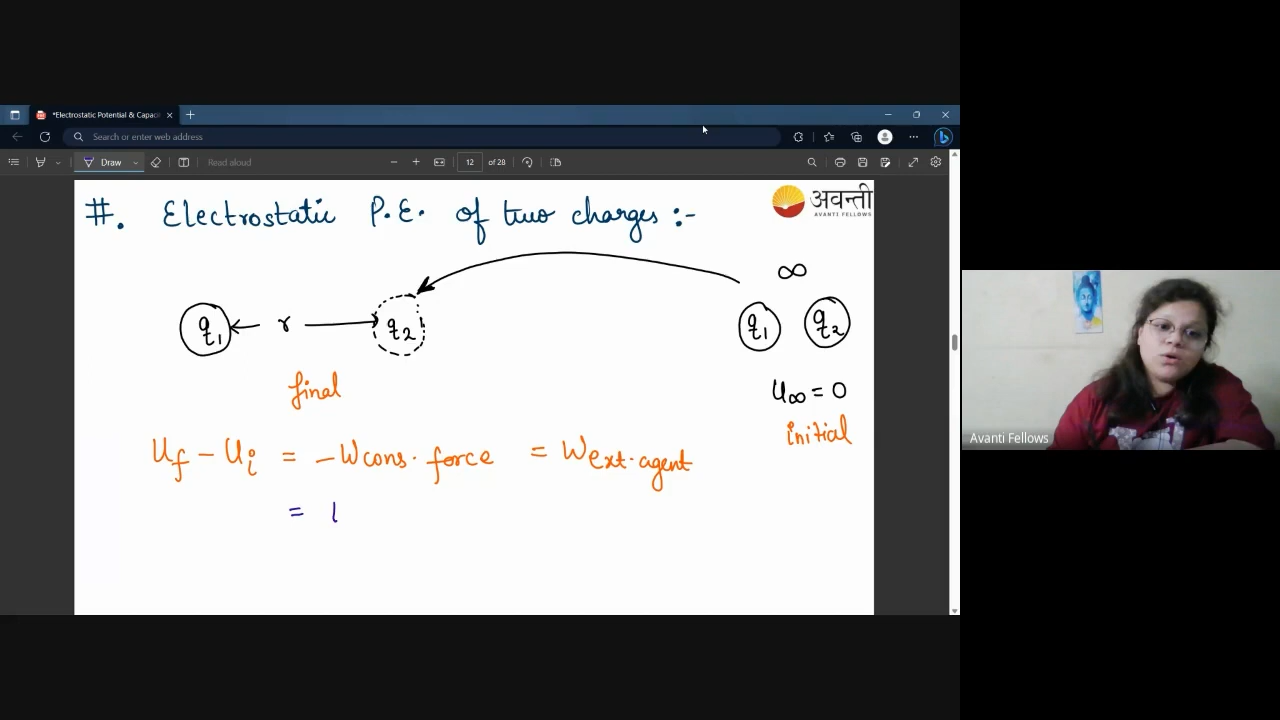 *Electrostatic Potential & Capaci
Search or enter web address
Draw
Read aloud
12 of 28
#. Electrostatic P.E. of two charges :-
अवन्ती
AVANTI FELLOWS
∞
q1 r q2
q1 q2
final
U∞ = 0
initial
Uf - Ui = -Wcons. force = Wext. agent
=
Avanti Fellows